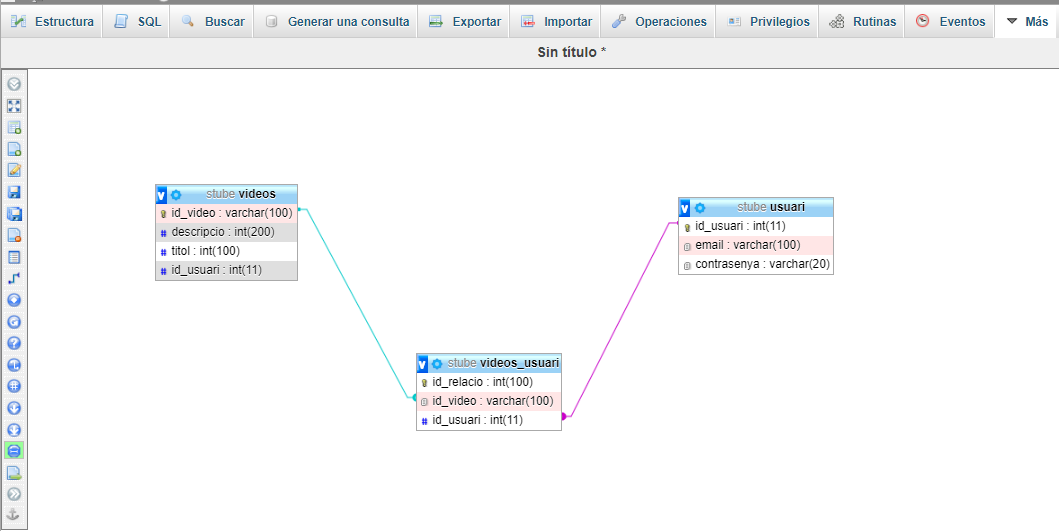 Estructura SQL Buscar Generar una consulta Exportar Importar Operaciones Privilegios Rutinas Eventos Más
Sin título *
v stube videos
id_video : varchar(100)
descripcio : int(200)
titol : int(100)
id_usuari : int(11)
v stube usuari
id_usuari : int(11)
email : varchar(100)
contrasenya : varchar(20)
v stube videos_usuari
id_relacio : int(100)
id_video : varchar(100)
id_usuari : int(11)